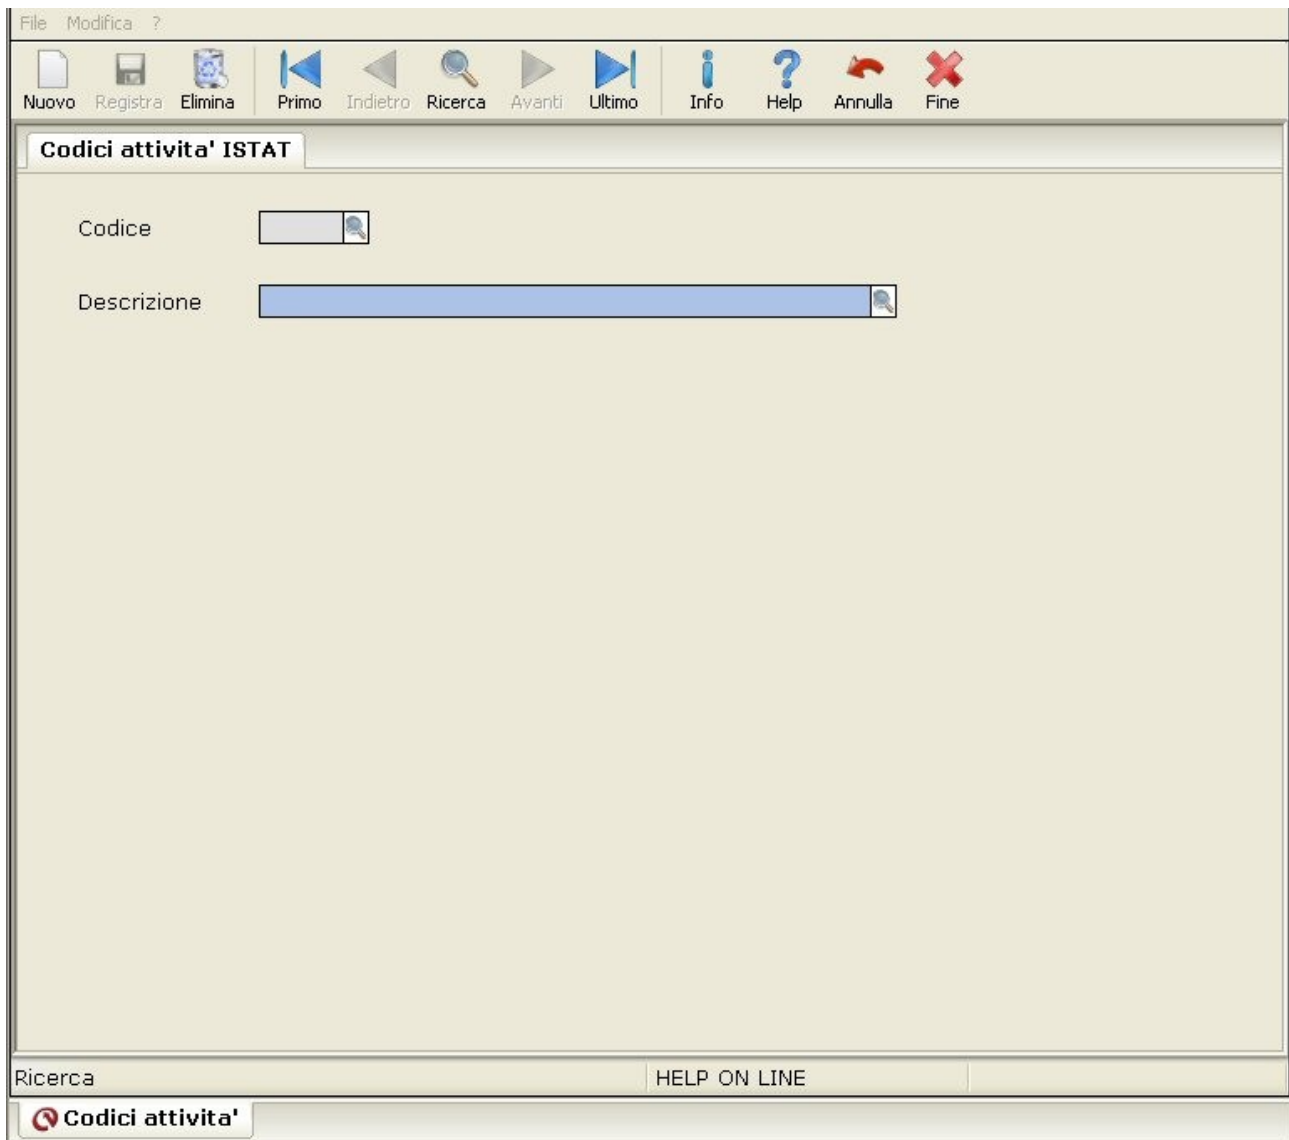 File Modifica ?
Nuovo Registra Elimina Primo Indietro Ricerca Avanti Ultimo Info Help Annulla Fine
Codici attivita' ISTAT
Codice
Descrizione
Ricerca HELP ON LINE
Codici attivita'